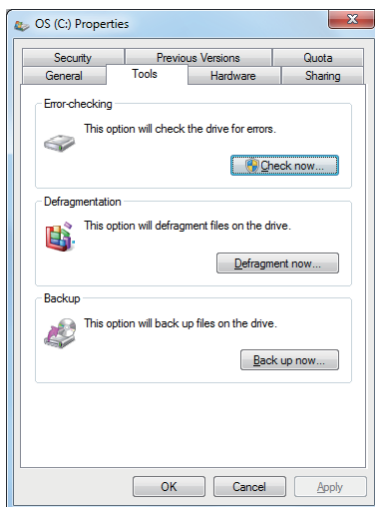 OS (C:) Properties
Security Previous Versions Quota
General Tools Hardware Sharing
Error-checking
This option will check the drive for errors.
Check now...
Defragmentation
This option will defragment files on the drive.
Defragment now...
Backup
This option will back up files on the drive.
Back up now...
OK Cancel Apply